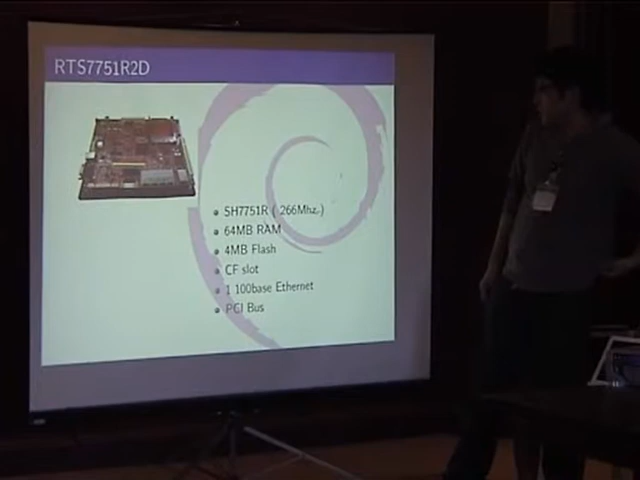 RTS7751R2D
SH7751R ( 266Mhz.)
64MB RAM
4MB Flash
CF slot
1 100base Ethernet
PCI Bus